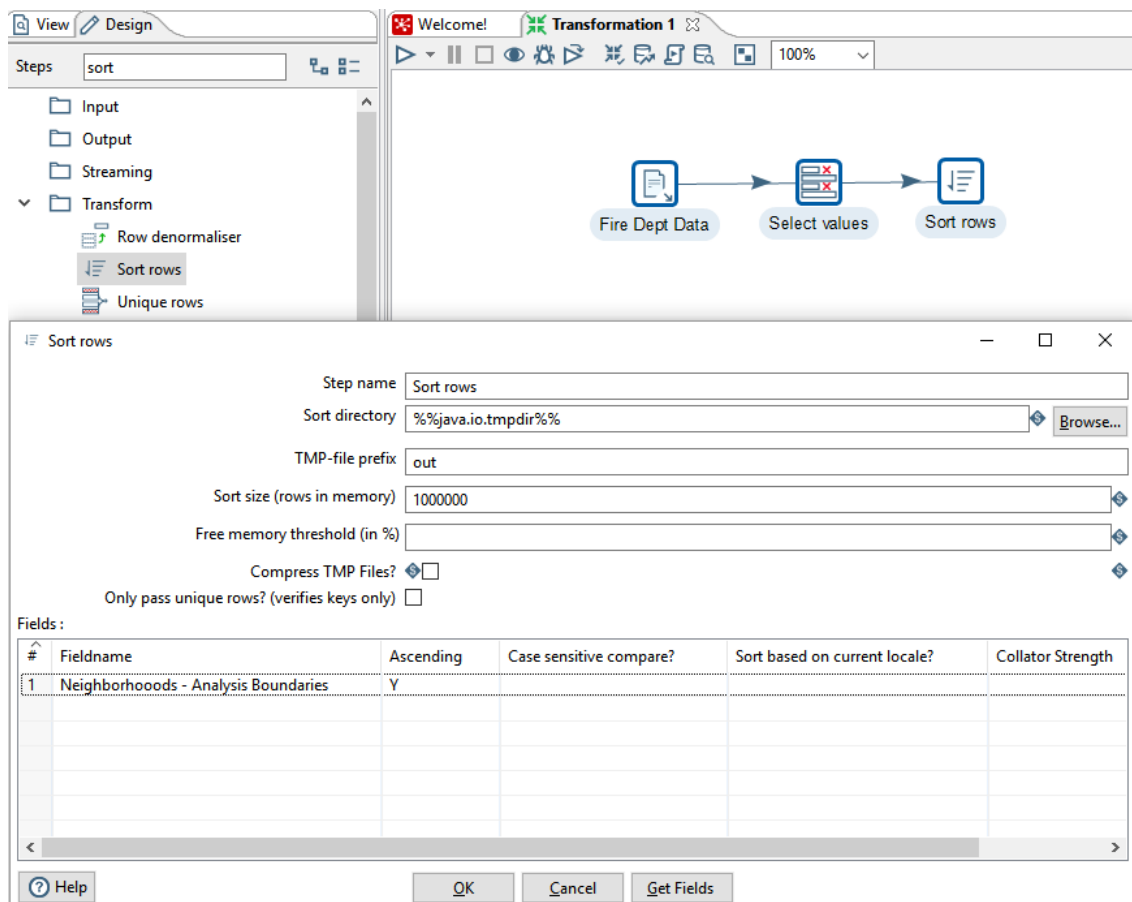 View Design
Steps sort
Input
Output
Streaming
Transform
Row denormaliser
Sort rows
Unique rows
Welcome! Transformation 1
100%
Fire Dept Data Select values Sort rows
Sort rows
Step name Sort rows
Sort directory %%java.io.tmpdir%% Browse...
TMP-file prefix out
Sort size (rows in memory) 1000000
Free memory threshold (in %)
Compress TMP Files?
Only pass unique rows? (verifies keys only)
Fields :
# Fieldname Ascending Case sensitive compare? Sort based on current locale? Collator Strength
1 Neighborhooods - Analysis Boundaries Y
Help OK Cancel Get Fields